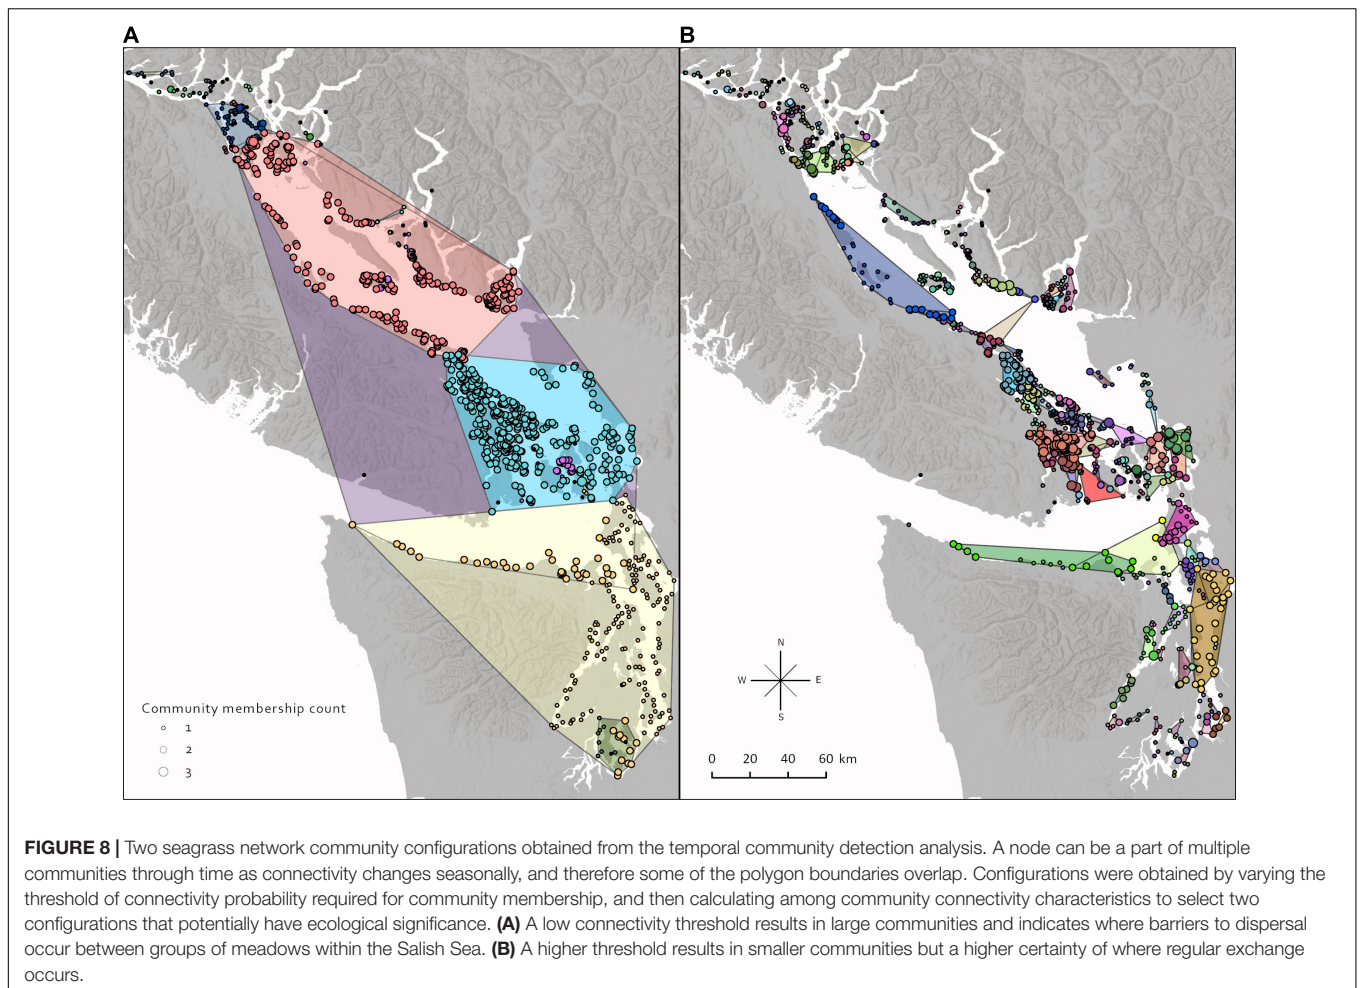 A
B
Community membership count
1
2
3
N
W E
S
0 20 40 60 km
FIGURE 8 | Two seagrass network community configurations obtained from the temporal community detection analysis. A node can be a part of multiple
communities through time as connectivity changes seasonally, and therefore some of the polygon boundaries overlap. Configurations were obtained by varying the
threshold of connectivity probability required for community membership, and then calculating among community connectivity characteristics to select two
configurations that potentially have ecological significance. (A) A low connectivity threshold results in large communities and indicates where barriers to dispersal
occur between groups of meadows within the Salish Sea. (B) A higher threshold results in smaller communities but a higher certainty of where regular exchange
occurs.